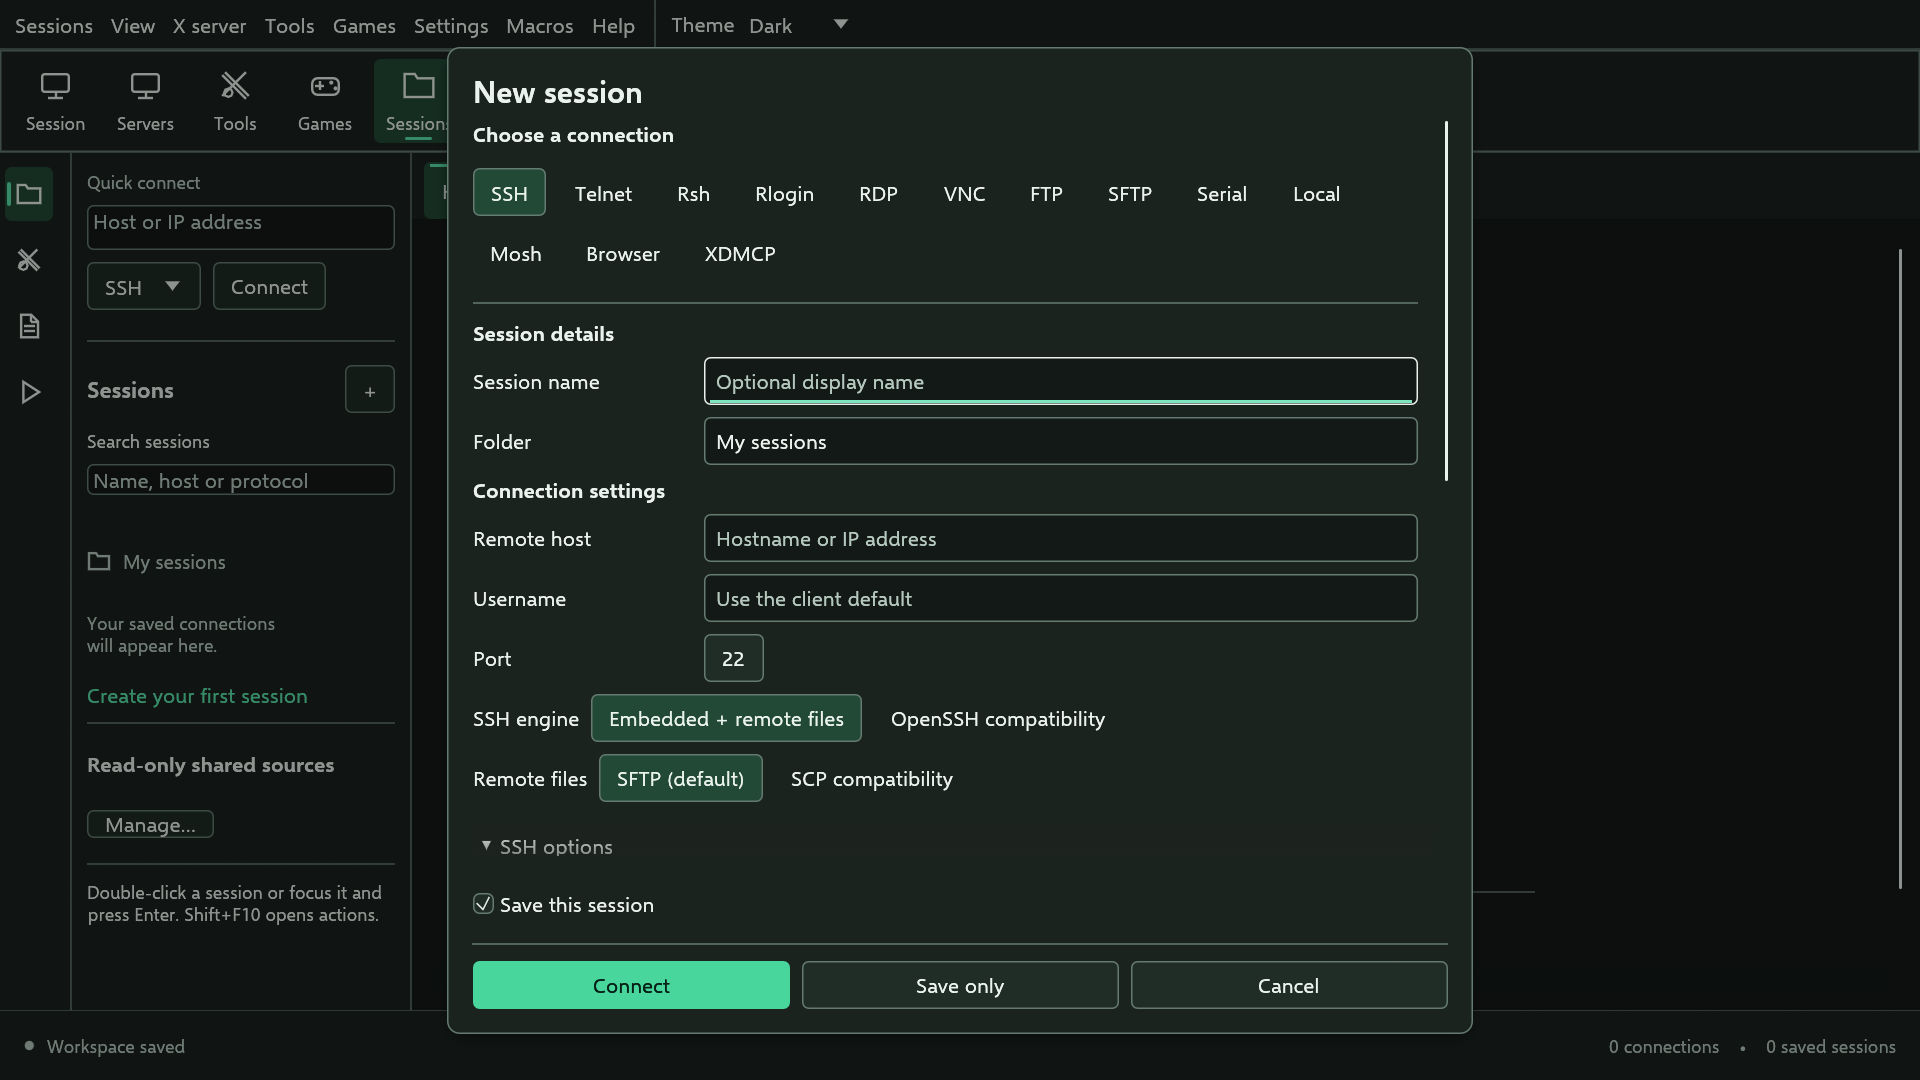 Sessions View X server Tools Games Settings Macros Help Theme Dark
Session Servers Tools Games Sessions
Quick connect
Host or IP address
SSH Connect
Sessions +
Search sessions
Name, host or protocol
My sessions
Your saved connections
will appear here.
Create your first session
Read-only shared sources
Manage...
Double-click a session or focus it and
press Enter. Shift+F10 opens actions.
New session
Choose a connection
SSH Telnet Rsh Rlogin RDP VNC FTP SFTP Serial Local
Mosh Browser XDMCP
Session details
Session name Optional display name
Folder My sessions
Connection settings
Remote host Hostname or IP address
Username Use the client default
Port 22
SSH engine Embedded + remote files OpenSSH compatibility
Remote files SFTP (default) SCP compatibility
SSH options
Save this session
Connect Save only Cancel
Workspace saved 0 connections • 0 saved sessions